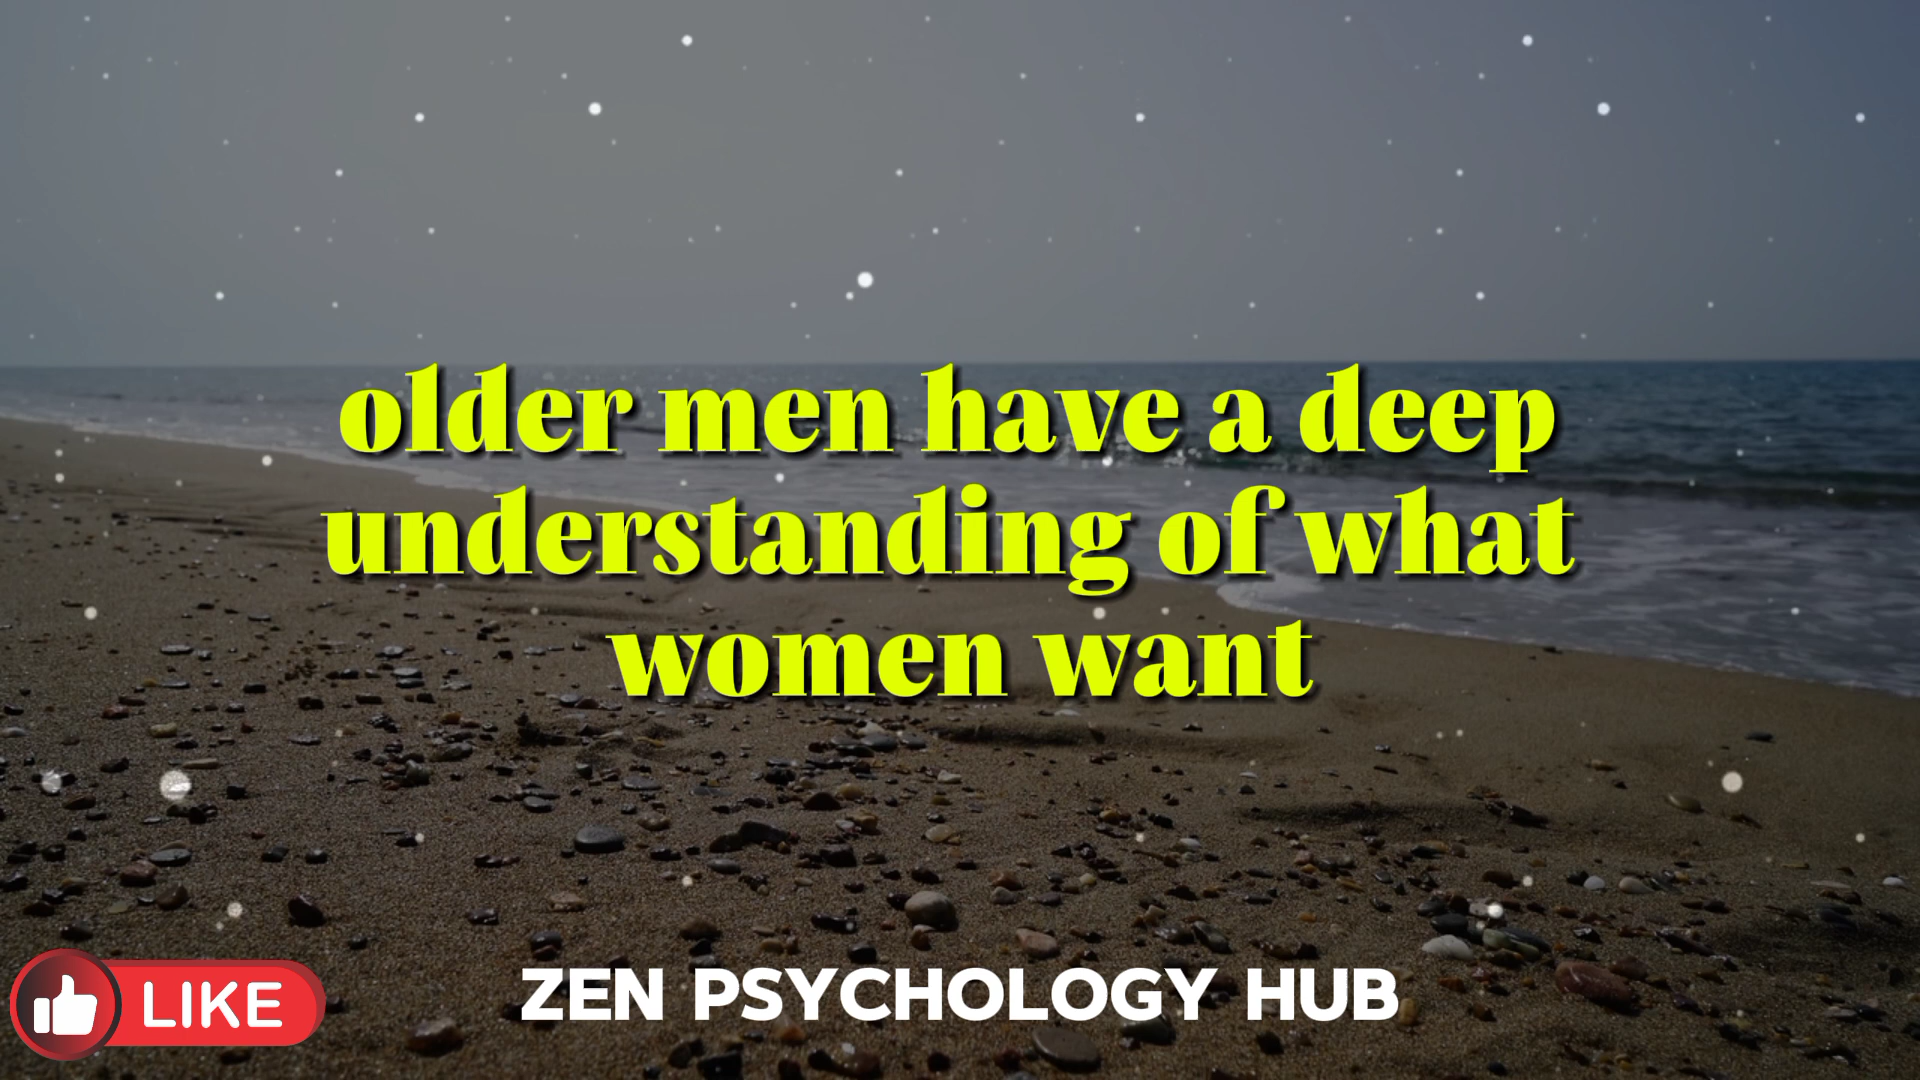 older men have a deep
understanding of what
women want
LIKE
ZEN PSYCHOLOGY HUB